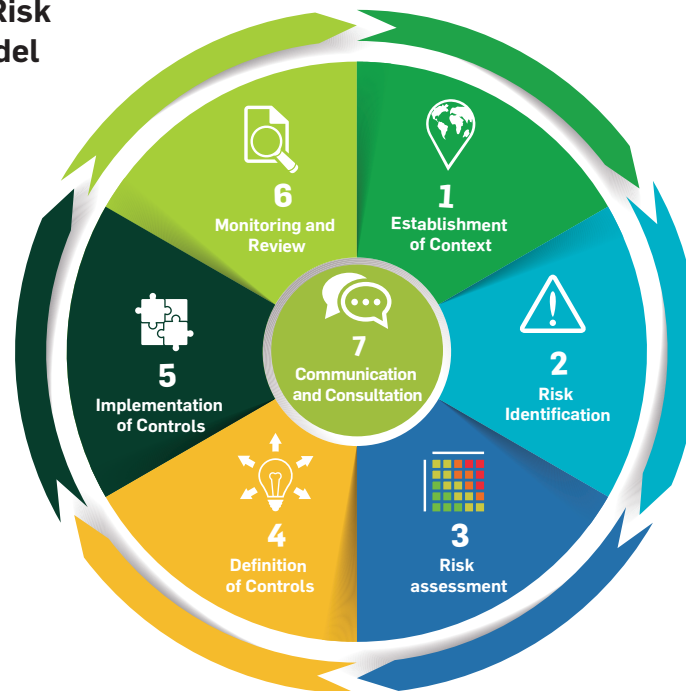 Risk
del
1
Establishment
of Context
2
Risk
Identification
3
Risk
assessment
4
Definition
of Controls
5
Implementation
of Controls
6
Monitoring and
Review
7
Communication
and Consultation